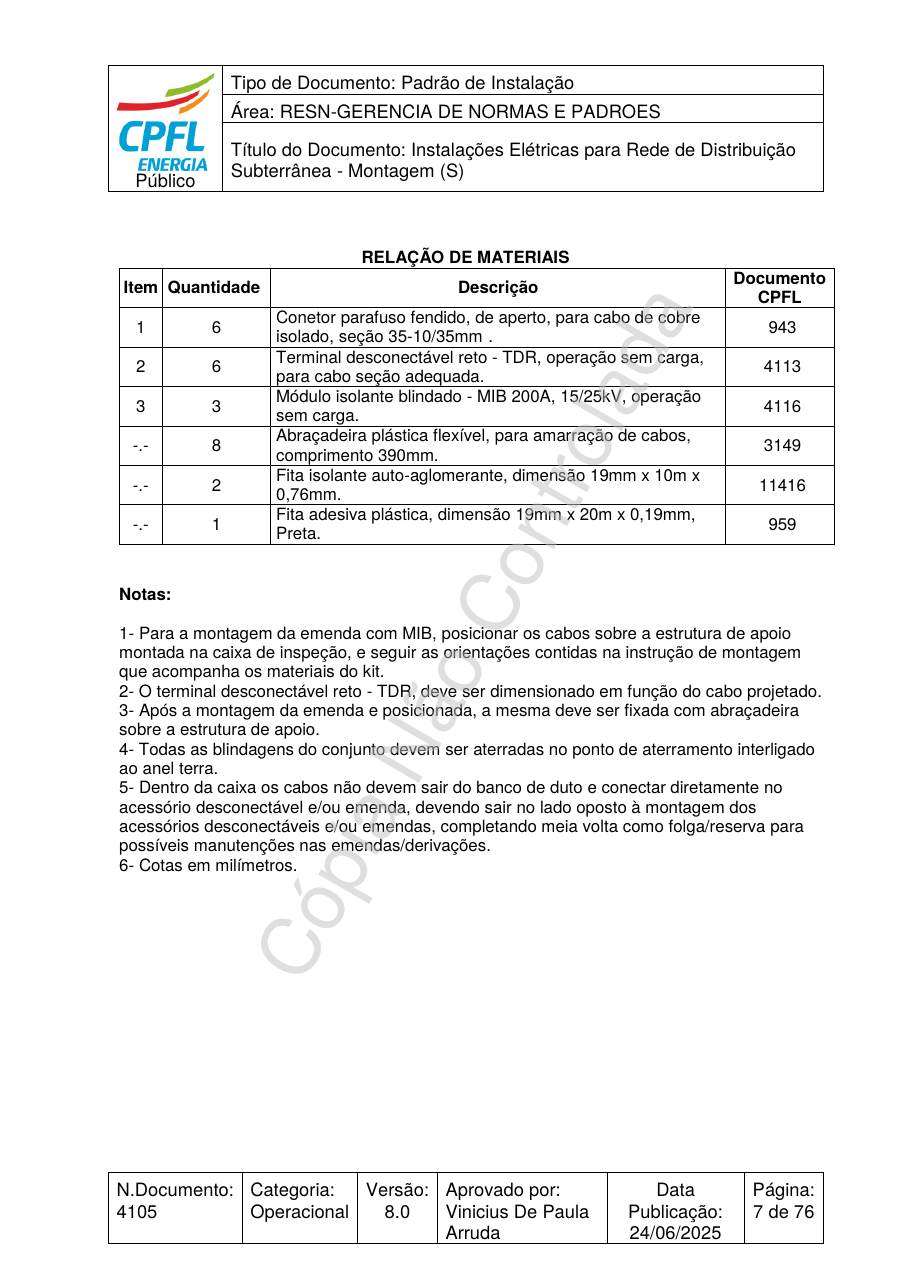 CPFL
ENERGIA
Público
Tipo de Documento: Padrão de Instalação
Área: RESN-GERENCIA DE NORMAS E PADROES
Título do Documento: Instalações Elétricas para Rede de Distribuição
Subterrânea - Montagem (S)
RELAÇÃO DE MATERIAIS
Item Quantidade Descrição Documento CPFL
1 6 Conetor parafuso fendido, de aperto, para cabo de cobre
isolado, seção 35-10/35mm . 943
2 6 Terminal desconectável reto - TDR, operação sem carga,
para cabo seção adequada. 4113
3 3 Módulo isolante blindado - MIB 200A, 15/25kV, operação
sem carga. 4116
-.- 8 Abraçadeira plástica flexível, para amarração de cabos,
comprimento 390mm. 3149
-.- 2 Fita isolante auto-aglomerante, dimensão 19mm x 10m x
0,76mm. 11416
-.- 1 Fita adesiva plástica, dimensão 19mm x 20m x 0,19mm,
Preta. 959
Notas:
1- Para a montagem da emenda com MIB, posicionar os cabos sobre a estrutura de apoio
montada na caixa de inspeção, e seguir as orientações contidas na instrução de montagem
que acompanha os materiais do kit.
2- O terminal desconectável reto - TDR, deve ser dimensionado em função do cabo projetado.
3- Após a montagem da emenda e posicionada, a mesma deve ser fixada com abraçadeira
sobre a estrutura de apoio.
4- Todas as blindagens do conjunto devem ser aterradas no ponto de aterramento interligado
ao anel terra.
5- Dentro da caixa os cabos não devem sair do banco de duto e conectar diretamente no
acessório desconectável e/ou emenda, devendo sair no lado oposto à montagem dos
acessórios desconectáveis e/ou emendas, completando meia volta como folga/reserva para
possíveis manutenções nas emendas/derivações.
6- Cotas em milímetros.
Cópia Não Controlada
N.Documento: Categoria: Versão: Aprovado por: Data Página:
4105 Operacional 8.0 Vinicius De Paula Publicação: 7 de 76
Arruda 24/06/2025